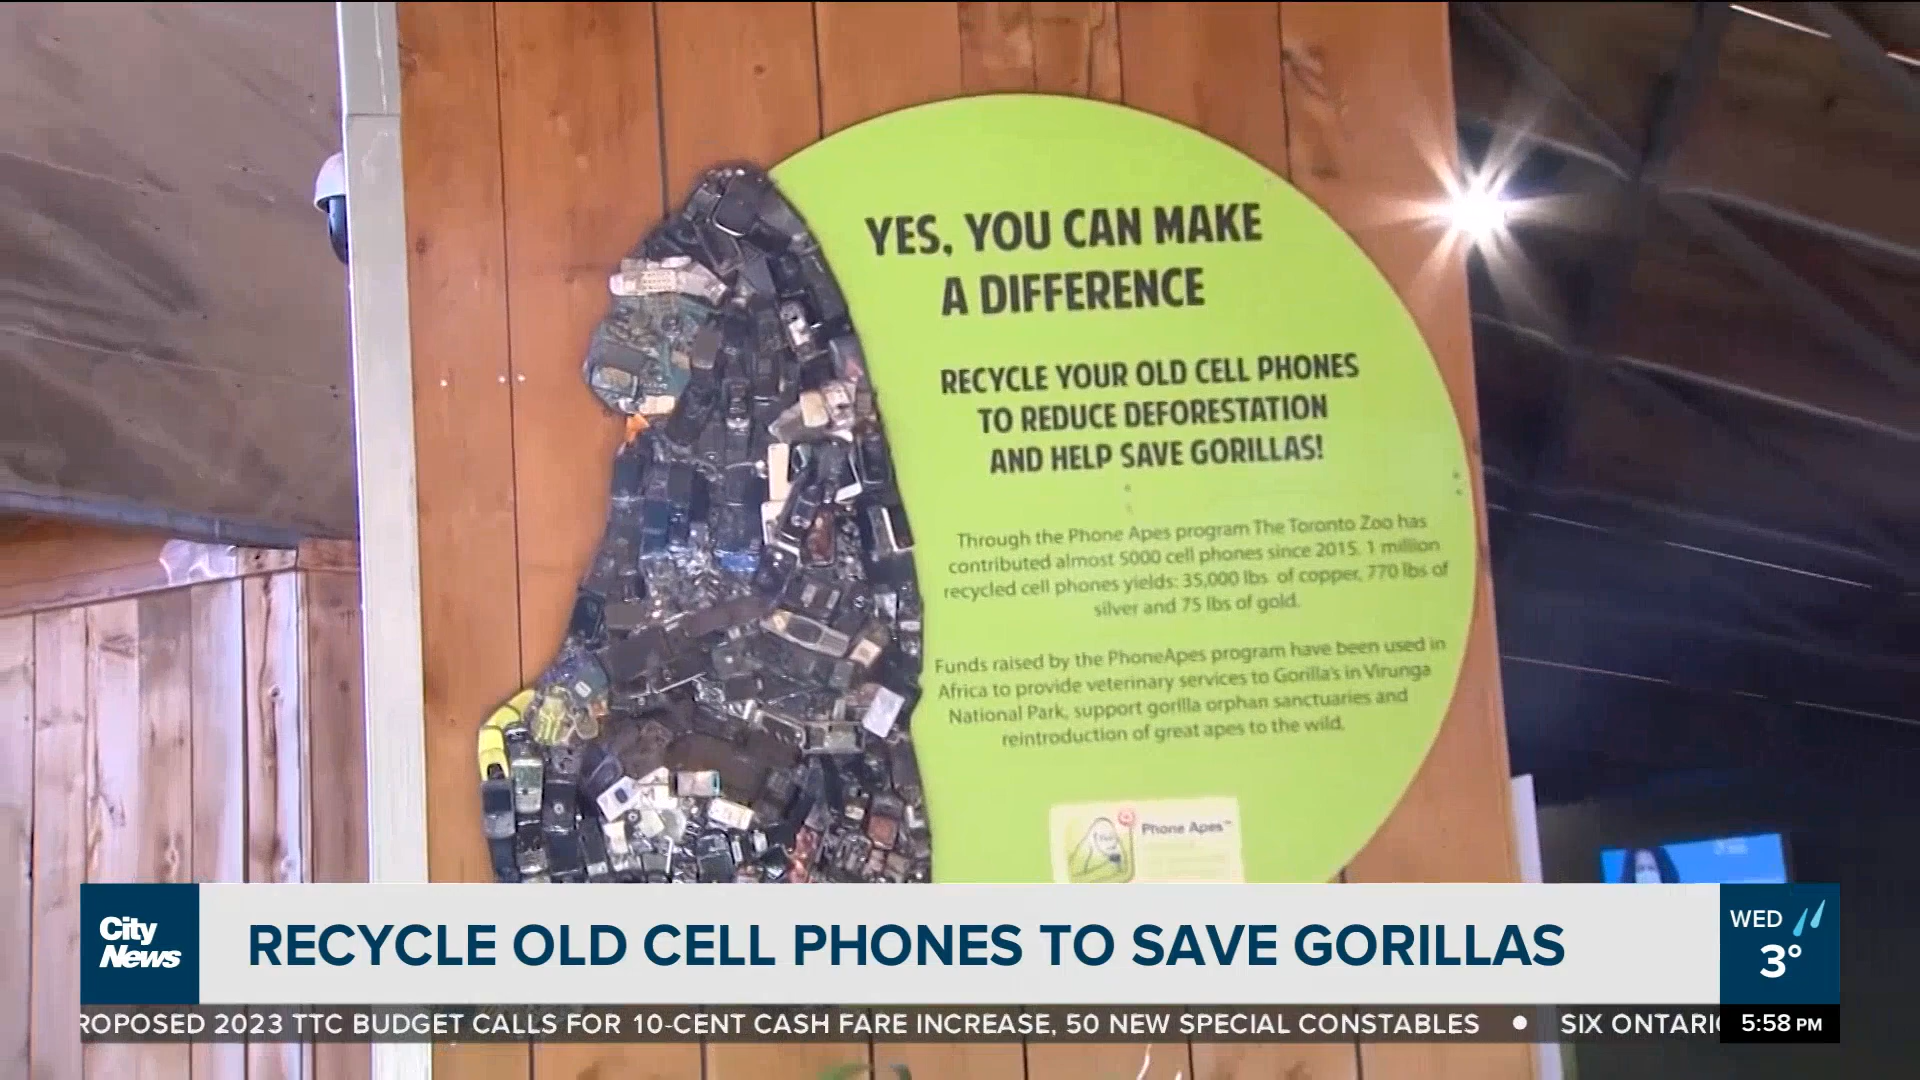 YES, YOU CAN MAKE
A DIFFERENCE
RECYCLE YOUR OLD CELL PHONES
TO REDUCE DEFORESTATION
AND HELP SAVE GORILLAS!
Through the Phone Apes program The Toronto Zoo has
contributed almost 5000 cell phones since 2015. 1 million
recycled cell phones yields: 35,000 lbs of copper, 770 lbs of
silver and 75 lbs of gold.
Funds raised by the PhoneApes program have been used in
Africa to provide veterinary services to Gorilla's in Virunga
National Park, support gorilla orphan sanctuaries and
reintroduction of great apes to the wild.
Phone Apes™
City
News
RECYCLE OLD CELL PHONES TO SAVE GORILLAS
WED
3°
ROPOSED 2023 TTC BUDGET CALLS FOR 10-CENT CASH FARE INCREASE, 50 NEW SPECIAL CONSTABLES • SIX ONTARI
5:58 PM